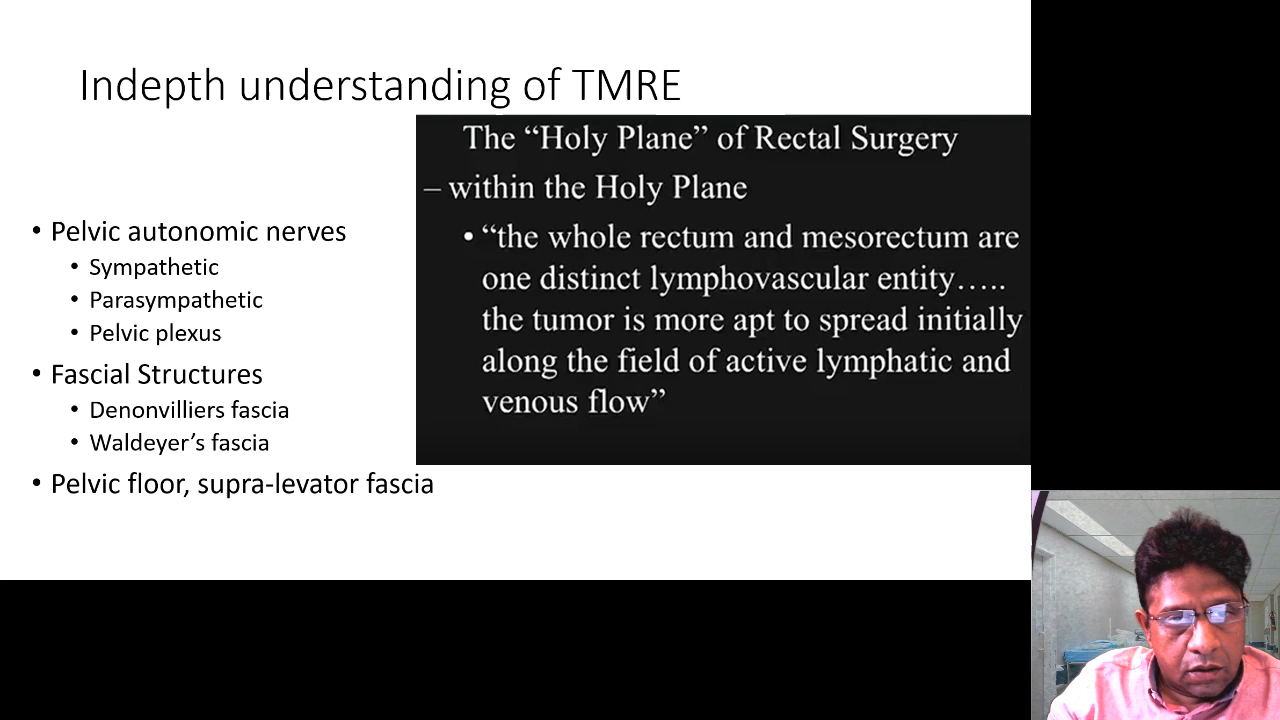 Indepth understanding of TMRE
The “Holy Plane” of Rectal Surgery
– within the Holy Plane
• “the whole rectum and mesorectum are
one distinct lymphovascular entity…..
the tumor is more apt to spread initially
along the field of active lymphatic and
venous flow”
• Pelvic autonomic nerves
• Sympathetic
• Parasympathetic
• Pelvic plexus
• Fascial Structures
• Denonvilliers fascia
• Waldeyer’s fascia
• Pelvic floor, supra-levator fascia